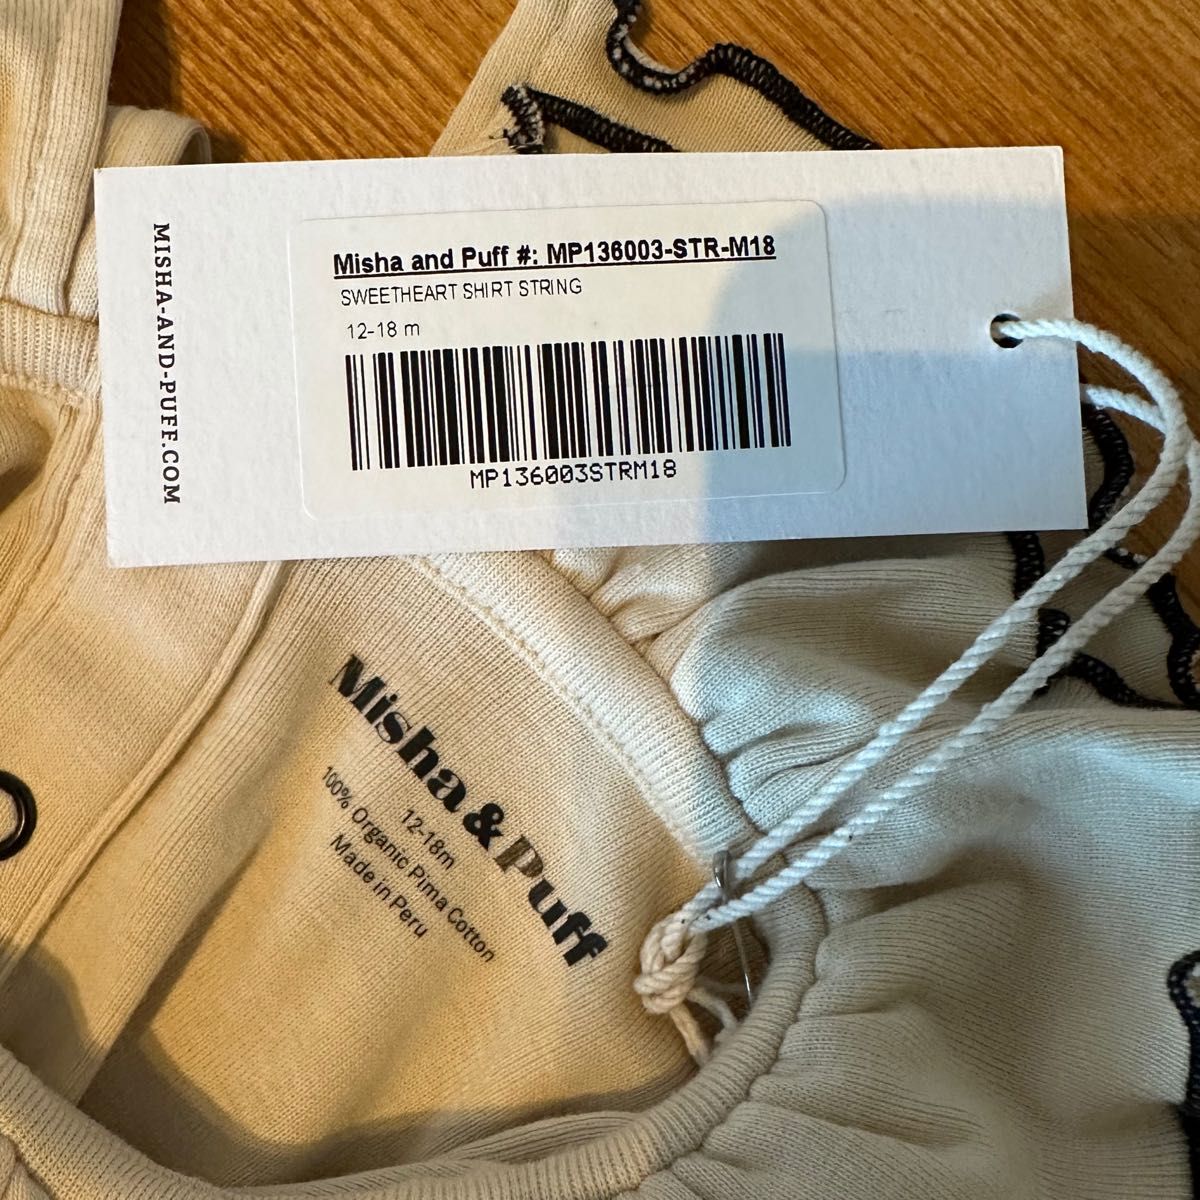 MISHA-AND-PUFF.COM
Misha and Puff #: MP136003-STR-M18
SWEETHEART SHIRT STRING
12-18 m
MP136003STRM18
Misha & Puff
12-18m
100% Organic Pima Cotton
Made in Peru